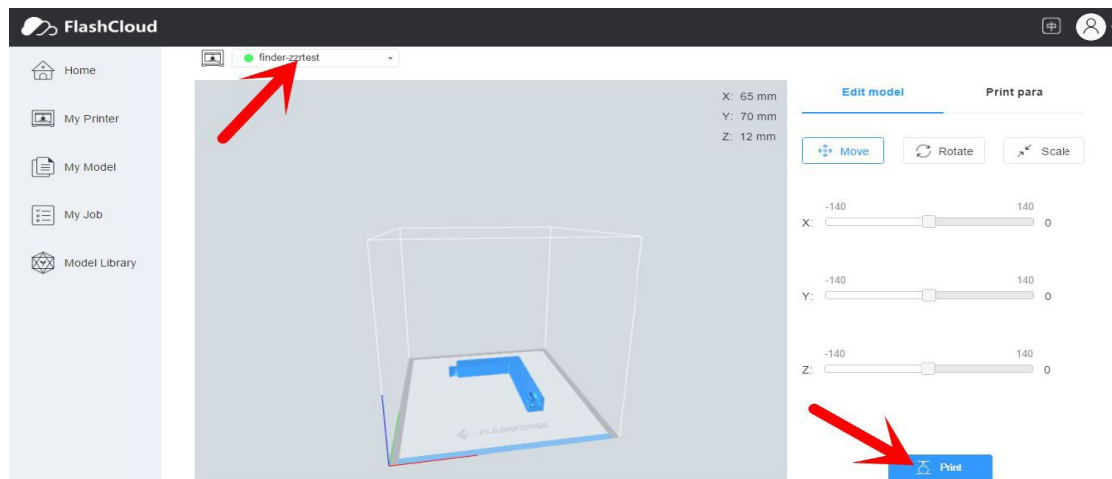 FlashCloud
中
Home
My Printer
My Model
My Job
Model Library
finder-zzrtest
X: 65 mm
Y: 70 mm
Z: 12 mm
FLASHFORGE
Edit model Print para
Move Rotate Scale
-140 140
X: 0
-140 140
Y: 0
-140 140
Z: 0
Print